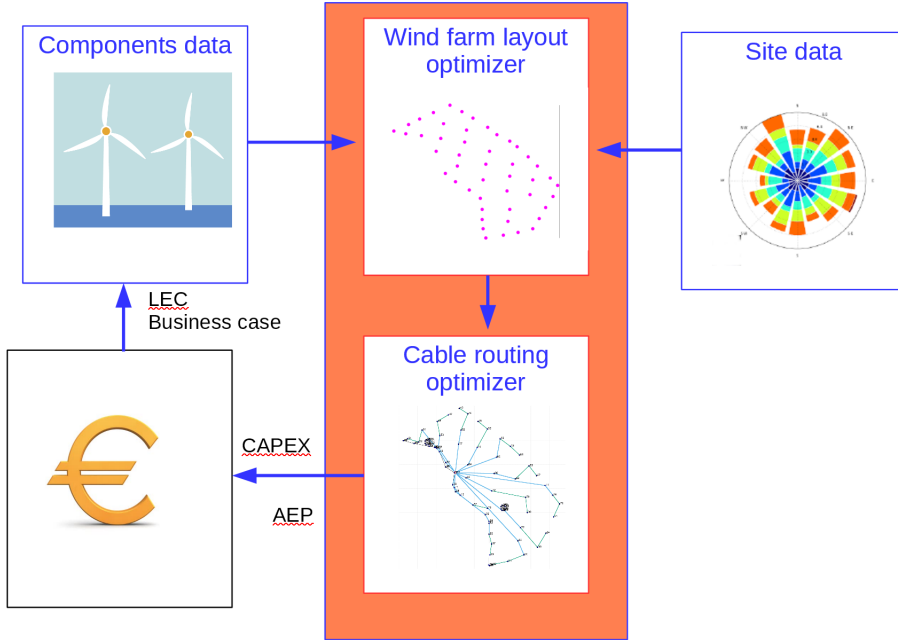 Components data
Wind farm layout
optimizer
Site data
LEC
Business case
Cable routing
optimizer
CAPEX
AEP